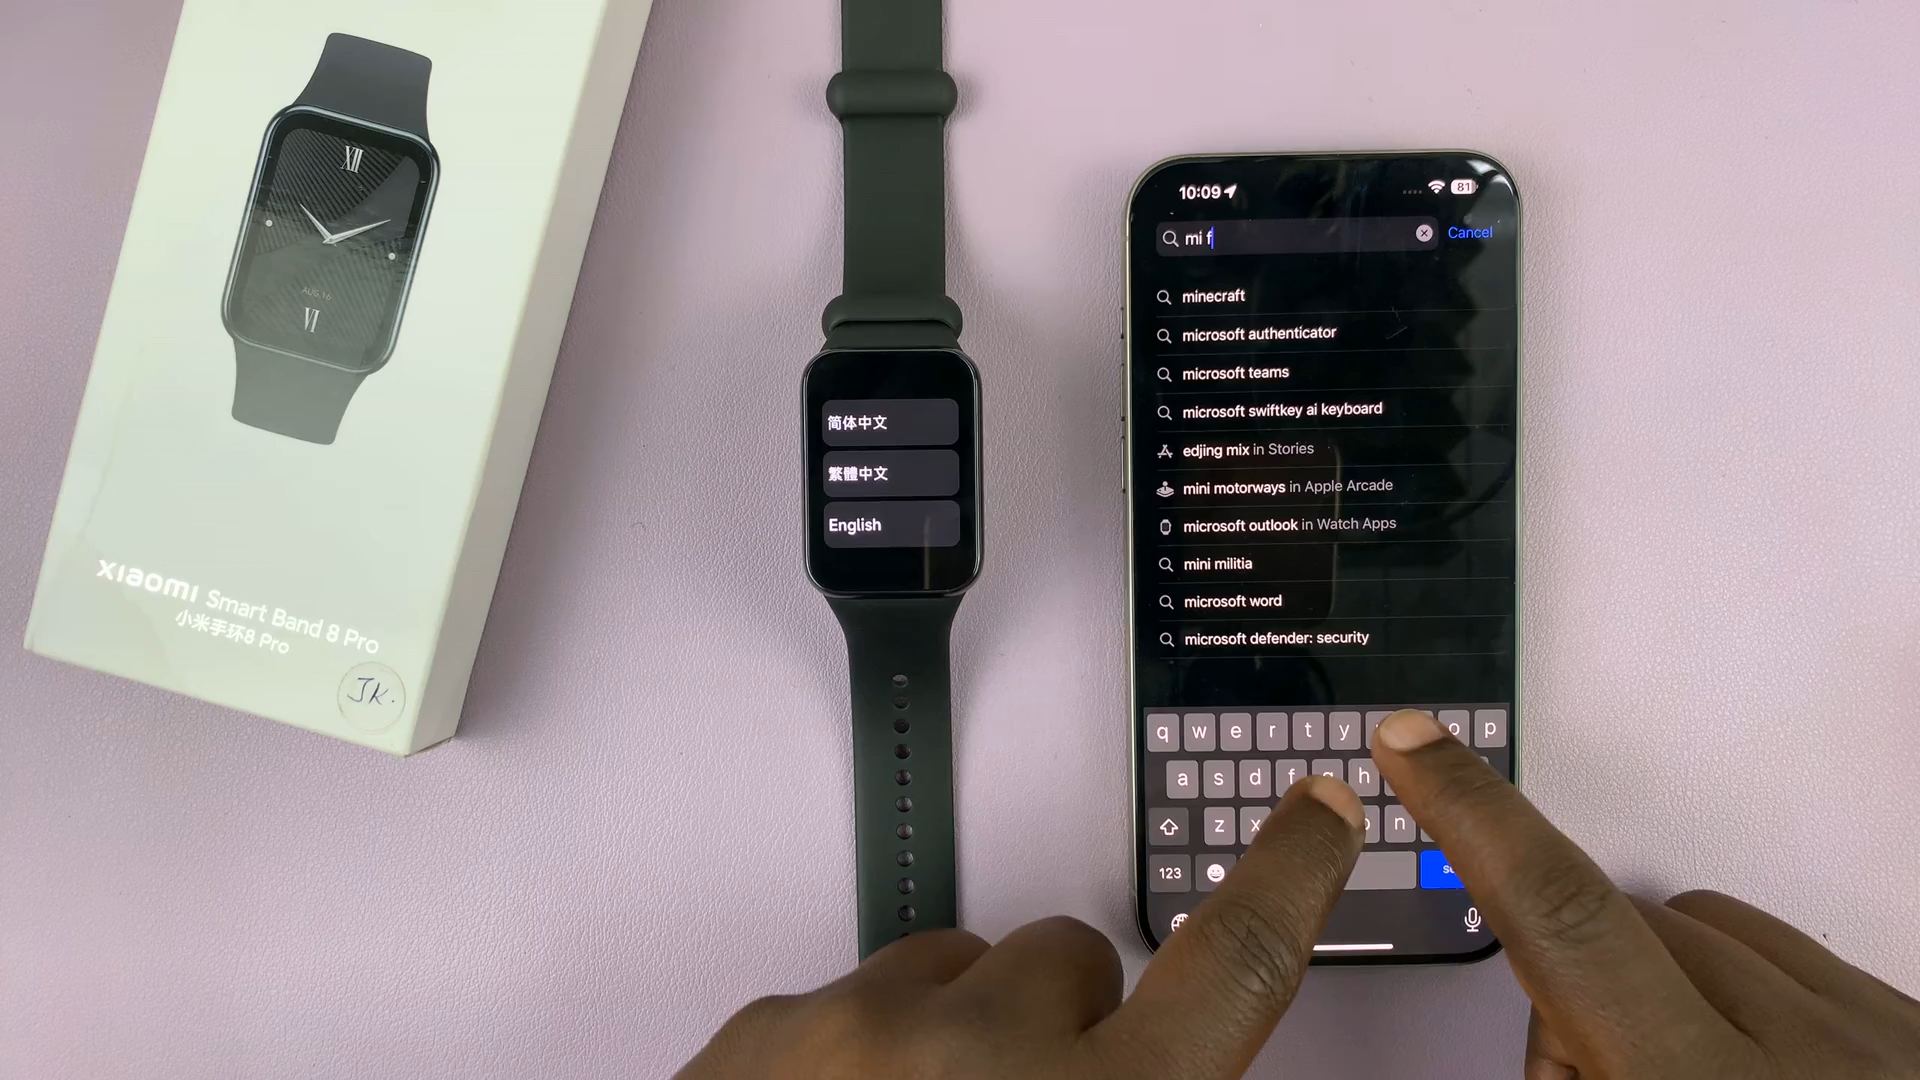 XII
AUG 16
VI
xiaomi Smart Band 8 Pro
小米手环8 Pro
JK.
简体中文
繁體中文
English
10:09
81
mi f
Cancel
minecraft
microsoft authenticator
microsoft teams
microsoft swiftkey ai keyboard
edjing mix in Stories
mini motorways in Apple Arcade
microsoft outlook in Watch Apps
mini militia
microsoft word
microsoft defender: security
q w e r t y o p
a s d f g h
z x n
123